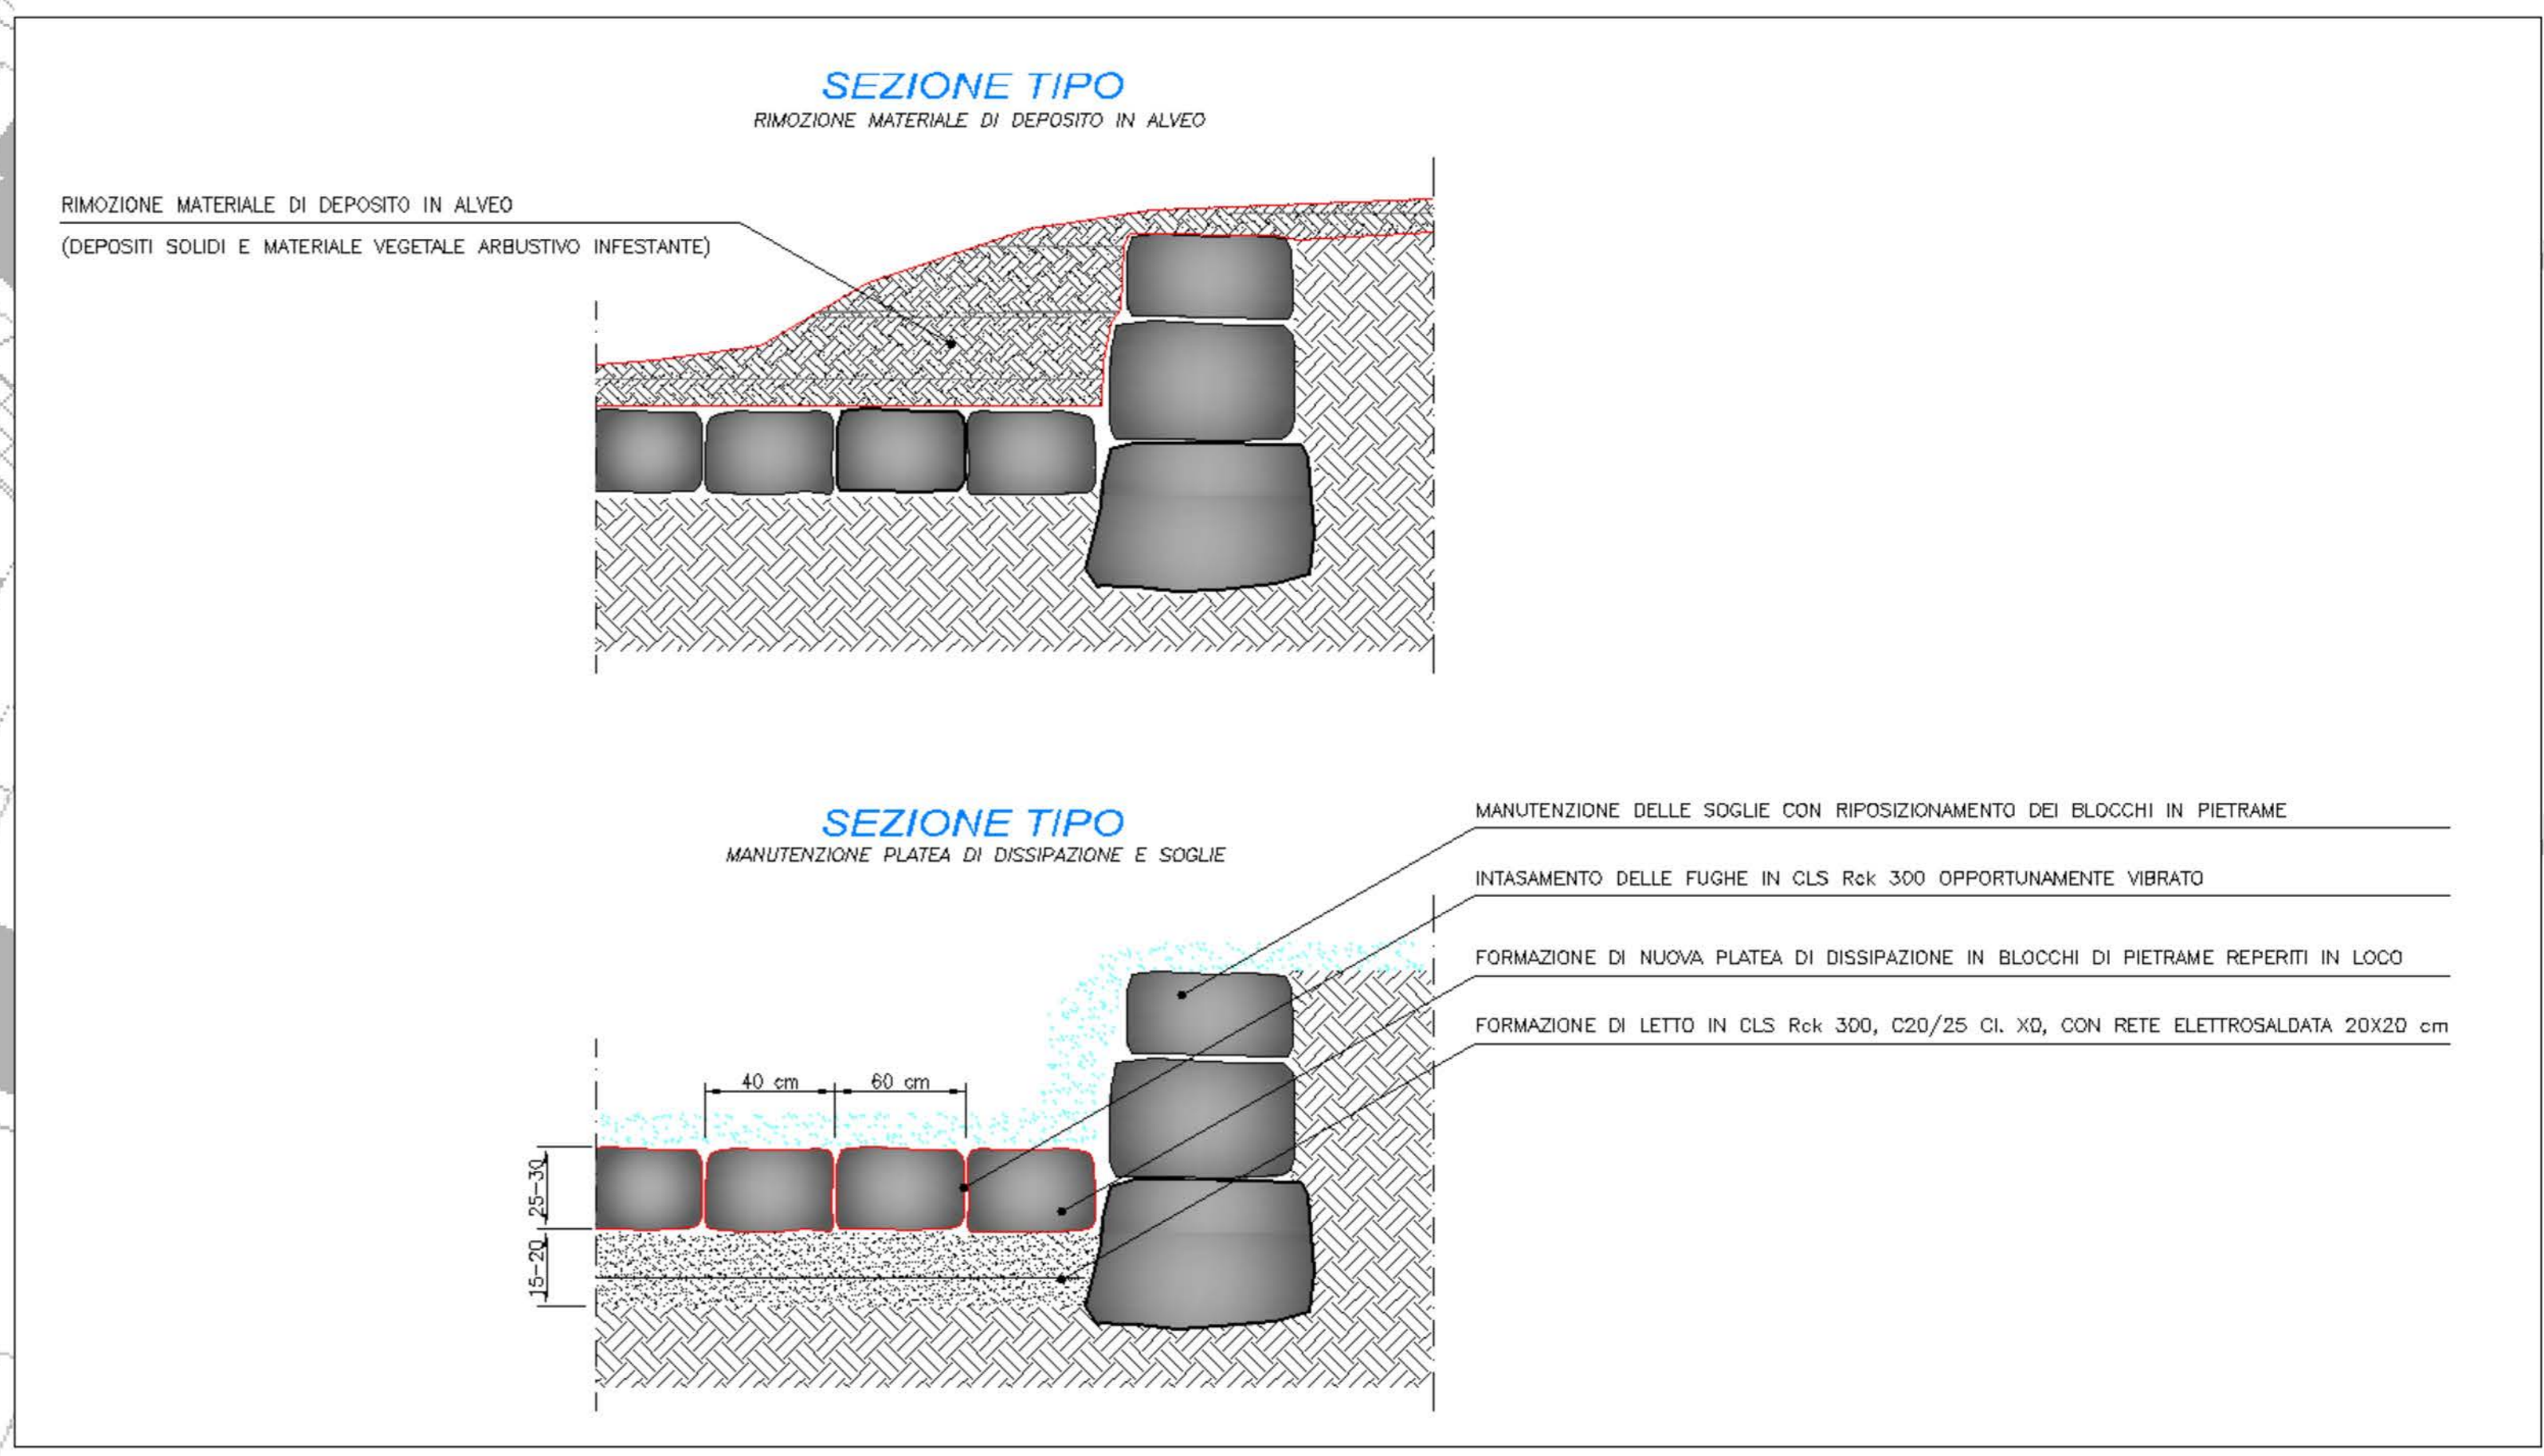 SEZIONE TIPO
RIMOZIONE MATERIALE DI DEPOSITO IN ALVEO
RIMOZIONE MATERIALE DI DEPOSITO IN ALVEO
(DEPOSITI SOLIDI E MATERIALE VEGETALE ARBUSTIVO INFESTANTE)
SEZIONE TIPO
MANUTENZIONE PLATEA DI DISSIPAZIONE E SOGLIE
MANUTENZIONE DELLE SOGLIE CON RIPOSIZIONAMENTO DEI BLOCCHI IN PIETRAME
INTASAMENTO DELLE FUGHE IN CLS Rck 300 OPPORTUNAMENTE VIBRATO
FORMAZIONE DI NUOVA PLATEA DI DISSIPAZIONE IN BLOCCHI DI PIETRAME REPERITI IN LOCO
FORMAZIONE DI LETTO IN CLS Rck 300, C20/25 Cl. X0, CON RETE ELETTROSALDATA 20X20 cm
40 cm
60 cm
25-30
15-20